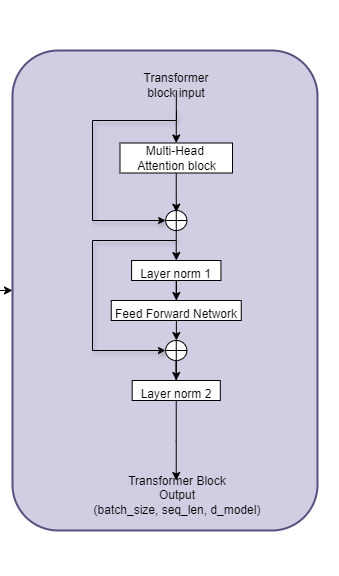 Transformer
block input
Multi-Head
Attention block
Layer norm 1
Feed Forward Network
Layer norm 2
Transformer Block
Output
(batch_size, seq_len, d_model)